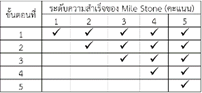 ขั้นตอนที่ ระดับความสำเร็จของ Mile Stone (คะแนน)
1 2 3 4 5
1 ✓ ✓ ✓ ✓ ✓
2 ✓ ✓ ✓ ✓
3 ✓ ✓ ✓
4 ✓ ✓
5 ✓